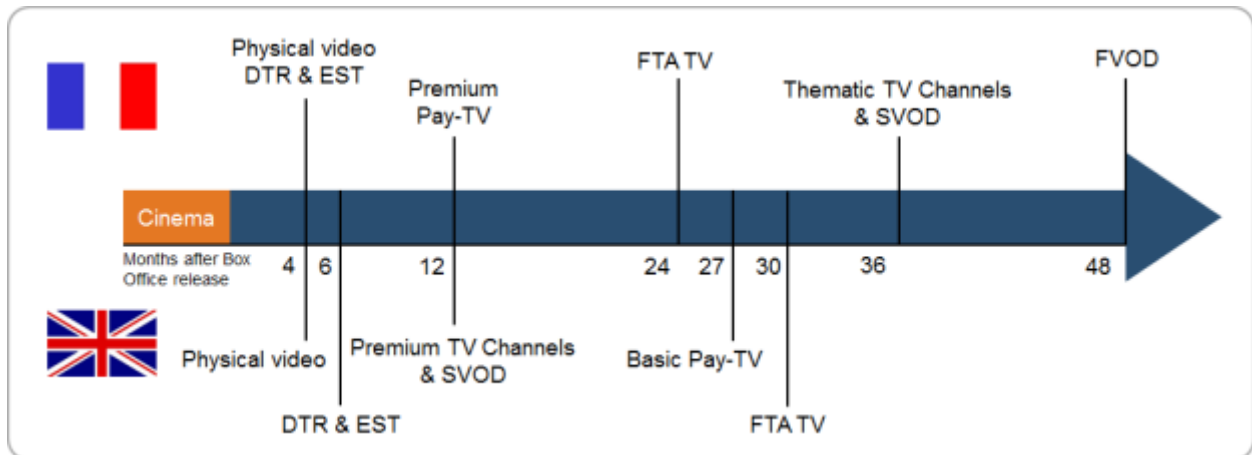 Physical video
DTR & EST
Premium
Pay-TV
FTA TV
Thematic TV Channels
& SVOD
FVOD
Cinema
Months after Box
Office release
4
6
12
24
27
30
36
48
Physical video
DTR & EST
Premium TV Channels
& SVOD
Basic Pay-TV
FTA TV